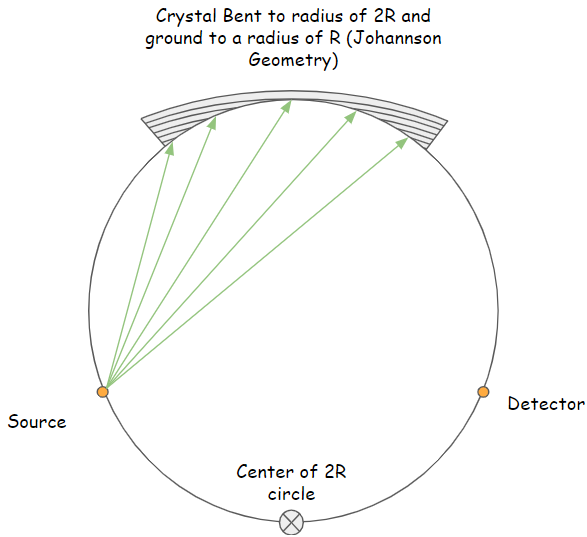 Crystal Bent to radius of 2R and
ground to a radius of R (Johannson
Geometry)
Source
Detector
Center of 2R
circle